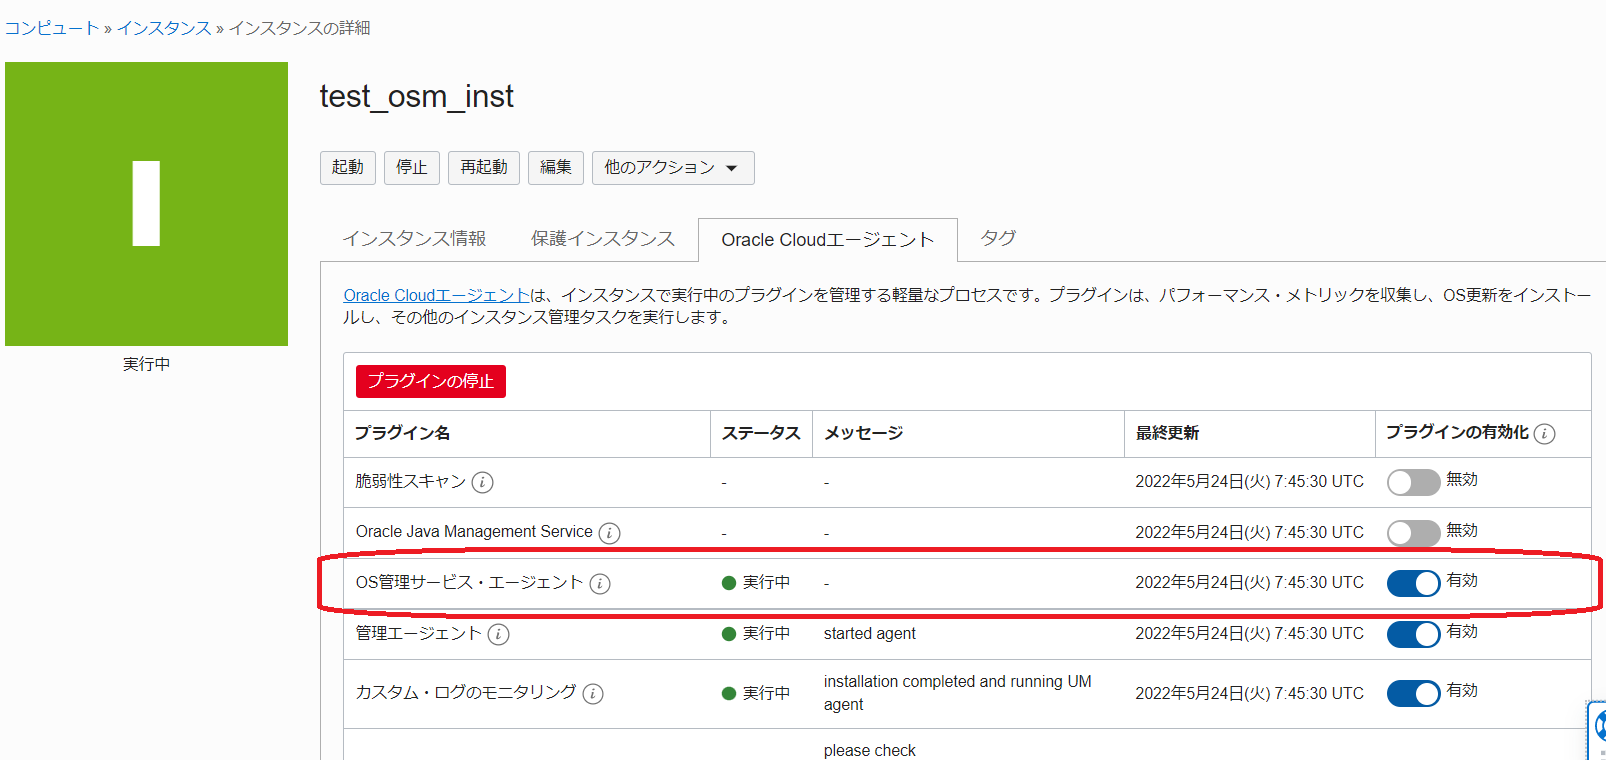 コンピュート » インスタンス » インスタンスの詳細
test_osm_inst
起動 停止 再起動 編集 他のアクション
実行中
インスタンス情報 保護インスタンス Oracle Cloudエージェント タグ
Oracle Cloudエージェントは、インスタンスで実行中のプラグインを管理する軽量なプロセスです。プラグインは、パフォーマンス・メトリックを収集し、OS更新をインストー
ルし、その他のインスタンス管理タスクを実行します。
プラグインの停止
プラグイン名 ステータス メッセージ 最終更新 プラグインの有効化 i
脆弱性スキャン i - - 2022年5月24日(火) 7:45:30 UTC 無効
Oracle Java Management Service i - - 2022年5月24日(火) 7:45:30 UTC 無効
OS管理サービス・エージェント i 実行中 - 2022年5月24日(火) 7:45:30 UTC 有効
管理エージェント i 実行中 started agent 2022年5月24日(火) 7:45:30 UTC 有効
カスタム・ログのモニタリング i 実行中 installation completed and running UM
agent 2022年5月24日(火) 7:45:30 UTC 有効
please check